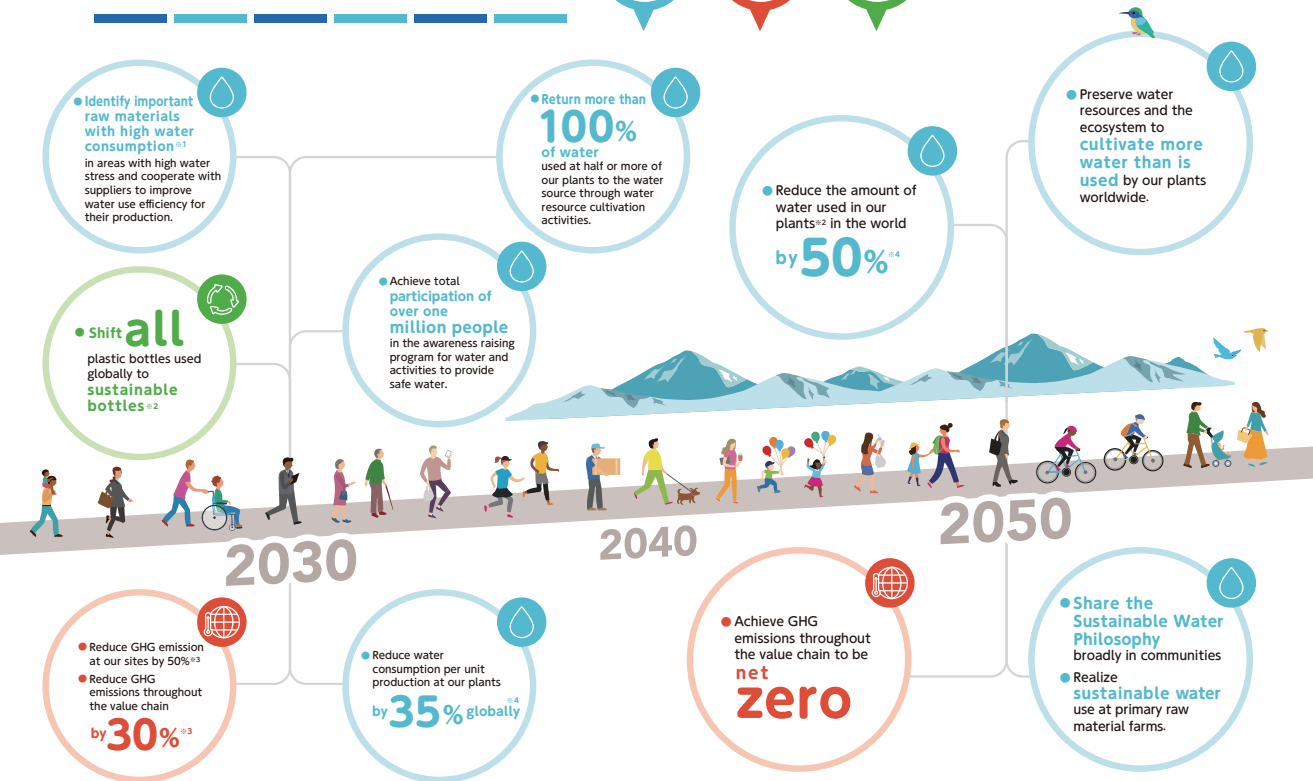 ● Identify important
raw materials
with high water
consumption※1
in areas with high water
stress and cooperate with
suppliers to improve
water use efficiency for
their production.
● Return more than
100%
of water
used at half or more of
our plants to the water
source through water
resource cultivation
activities.
● Reduce the amount of
water used in our
plants※2 in the world
by 50%※4
● Preserve water
resources and the
ecosystem to
cultivate more
water than is
used by our plants
worldwide.
● Shift all
plastic bottles used
globally to
sustainable
bottles※2
● Achieve total
participation of
over one
million people
in the awareness raising
program for water and
activities to provide
safe water.
2030
2040
2050
● Reduce GHG emission
at our sites by 50%※3
● Reduce GHG
emissions throughout
the value chain
by 30%※3
● Reduce water
consumption per unit
production at our plants
by 35% globally※4
● Achieve GHG
emissions throughout
the value chain to be
net
zero
● Share the
Sustainable Water
Philosophy
broadly in communities
● Realize
sustainable water
use at primary raw
material farms.